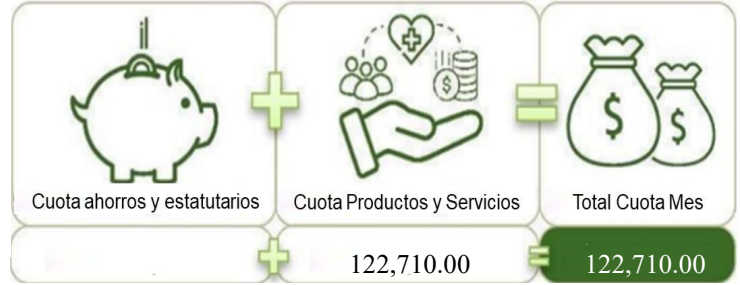 $
$ $
Cuota ahorros y estatutarios Cuota Productos y Servicios Total Cuota Mes
122,710.00 122,710.00